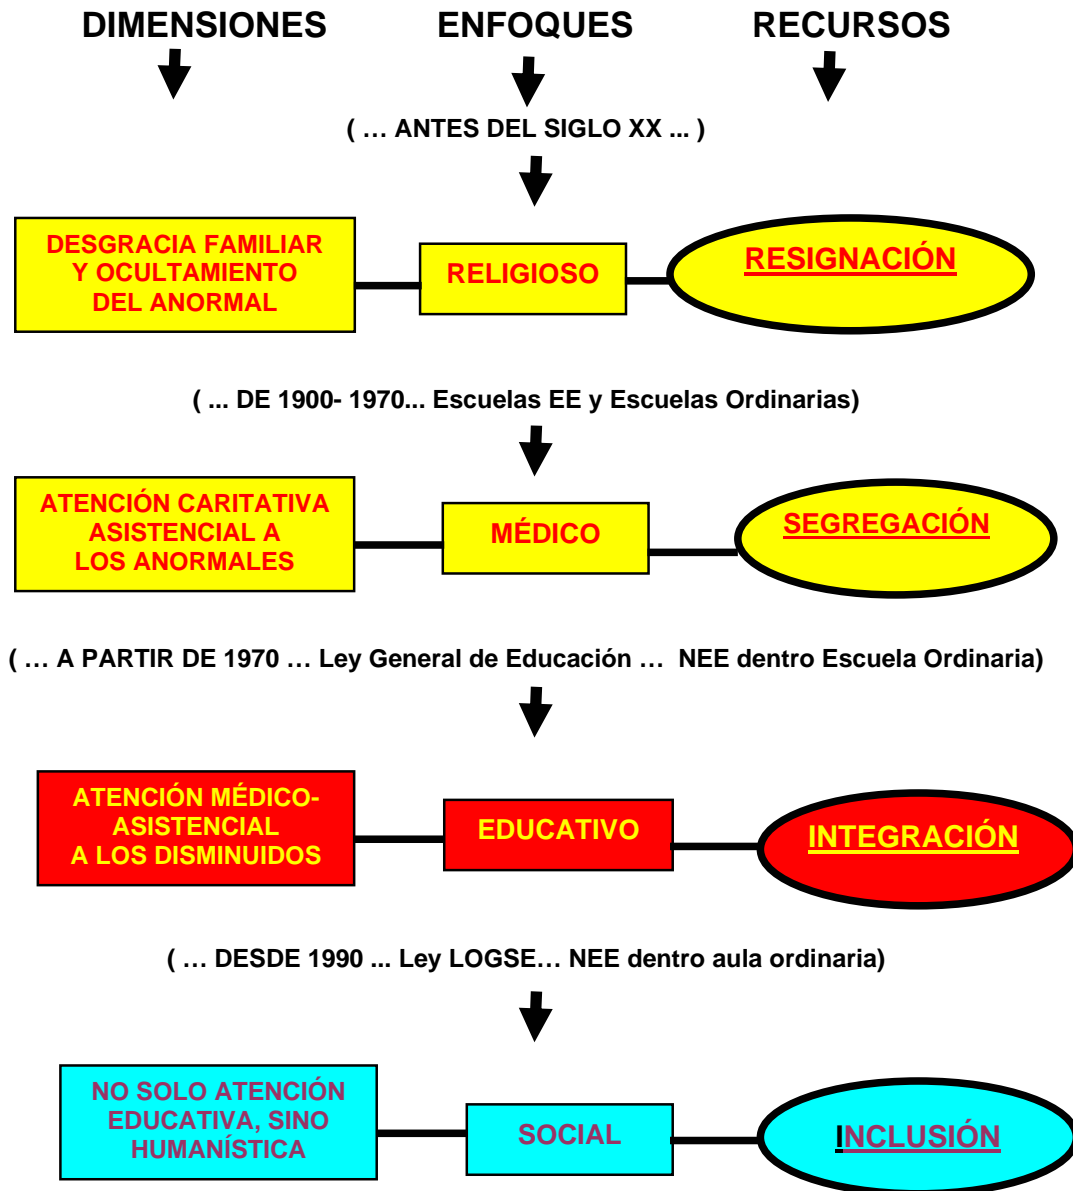 DIMENSIONES ENFOQUES RECURSOS
( … ANTES DEL SIGLO XX ... )
DESGRACIA FAMILIAR
Y OCULTAMIENTO
DEL ANORMAL
RELIGIOSO
RESIGNACIÓN
( ... DE 1900- 1970... Escuelas EE y Escuelas Ordinarias)
ATENCIÓN CARITATIVA
ASISTENCIAL A
LOS ANORMALES
MÉDICO
SEGREGACIÓN
( … A PARTIR DE 1970 … Ley General de Educación … NEE dentro Escuela Ordinaria)
ATENCIÓN MÉDICO-
ASISTENCIAL
A LOS DISMINUIDOS
EDUCATIVO
INTEGRACIÓN
( … DESDE 1990 ... Ley LOGSE… NEE dentro aula ordinaria)
NO SOLO ATENCIÓN
EDUCATIVA, SINO
HUMANÍSTICA
SOCIAL
INCLUSIÓN